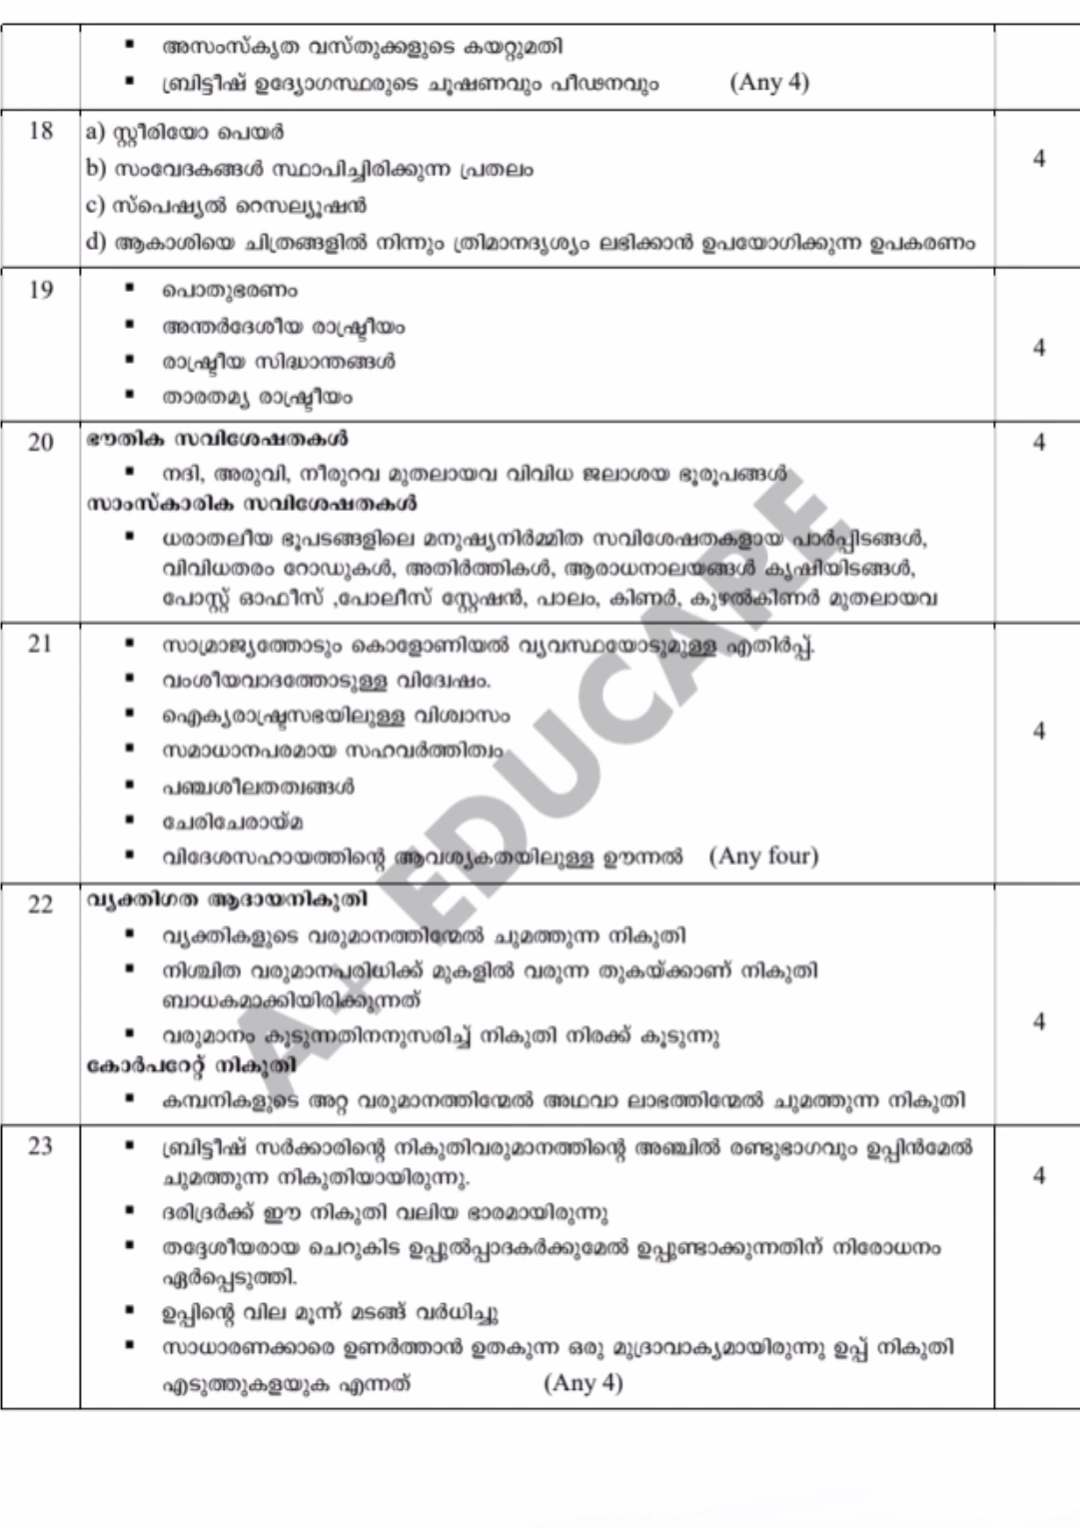 ▪ അസംസ്കൃത വസ്തുക്കളുടെ കയറ്റുമതി
▪ ബ്രിട്ടീഷ് ഉദ്യോഗസ്ഥരുടെ ചൂഷണവും പീഢനവും (Any 4)
18 a) സ്റ്റീരിയോ പെയർ
4
b) സംവേദകങ്ങൾ സ്ഥാപിച്ചിരിക്കുന്ന പ്രതലം
c) സ്പെഷ്യൽ റെസല്യൂഷൻ
d) ആകാശിയെ ചിത്രങ്ങളിൽ നിന്നും ത്രിമാനദൃശ്യം ലഭിക്കാൻ ഉപയോഗിക്കുന്ന ഉപകരണം
19 ▪ പൊതുഭരണം
▪ അന്തർദേശീയ രാഷ്ട്രീയം
4
▪ രാഷ്ട്രീയ സിദ്ധാന്തങ്ങൾ
▪ താരതമ്യ രാഷ്ട്രീയം
20 ഭൗതിക സവിശേഷതകൾ 4
▪ നദി, അരുവി, നീരുറവ മുതലായവ വിവിധ ജലാശയ ഭൂരൂപങ്ങൾ
സാംസ്കാരിക സവിശേഷതകൾ
▪ ധരാതലീയ ഭൂപടങ്ങളിലെ മനുഷ്യനിർമ്മിത സവിശേഷതകളായ പാർപ്പിടങ്ങൾ,
വിവിധതരം റോഡുകൾ, അതിർത്തികൾ, ആരാധനാലയങ്ങൾ കൃഷിയിടങ്ങൾ,
പോസ്റ്റ് ഓഫീസ് ,പോലീസ് സ്റ്റേഷൻ, പാലം, കിണർ, കുഴൽകിണർ മുതലായവ
21 ▪ സാമ്രാജ്യത്തോടും കൊളോണിയൽ വ്യവസ്ഥയോടുമുള്ള എതിർപ്പ്.
▪ വംശീയവാദത്തോടുള്ള വിദ്വേഷം.
▪ ഐക്യരാഷ്ട്രസഭയിലുള്ള വിശ്വാസം
4
▪ സമാധാനപരമായ സഹവർത്തിത്വം
▪ പഞ്ചശീലതത്വങ്ങൾ
▪ ചേരിചേരായ്മ
▪ വിദേശസഹായത്തിന്റെ ആവശ്യകതയിലുള്ള ഊന്നൽ (Any four)
A+ EDUCARE
22 വ്യക്തിഗത ആദായനികുതി
▪ വ്യക്തികളുടെ വരുമാനത്തിന്മേൽ ചുമത്തുന്ന നികുതി
▪ നിശ്ചിത വരുമാനപരിധിക്ക് മുകളിൽ വരുന്ന തുകയ്ക്കാണ് നികുതി
ബാധകമാക്കിയിരിക്കുന്നത്
4
▪ വരുമാനം കൂടുന്നതിനനുസരിച്ച് നികുതി നിരക്ക് കൂടുന്നു
കോർപറേറ്റ് നികുതി
▪ കമ്പനികളുടെ അറ്റ വരുമാനത്തിന്മേൽ അഥവാ ലാഭത്തിന്മേൽ ചുമത്തുന്ന നികുതി
23 ▪ ബ്രിട്ടീഷ് സർക്കാരിന്റെ നികുതിവരുമാനത്തിന്റെ അഞ്ചിൽ രണ്ടുഭാഗവും ഉപ്പിൻമേൽ
ചുമത്തുന്ന നികുതിയായിരുന്നു. 4
▪ ദരിദ്രർക്ക് ഈ നികുതി വലിയ ഭാരമായിരുന്നു
▪ തദ്ദേശീയരായ ചെറുകിട ഉപ്പുൽപ്പാദകർക്കുമേൽ ഉപ്പുണ്ടാക്കുന്നതിന് നിരോധനം
ഏർപ്പെടുത്തി.
▪ ഉപ്പിന്റെ വില മൂന്ന് മടങ്ങ് വർധിച്ചു
▪ സാധാരണക്കാരെ ഉണർത്താൻ ഉതകുന്ന ഒരു മുദ്രാവാക്യമായിരുന്നു ഉപ്പ് നികുതി
എടുത്തുകളയുക എന്നത് (Any 4)